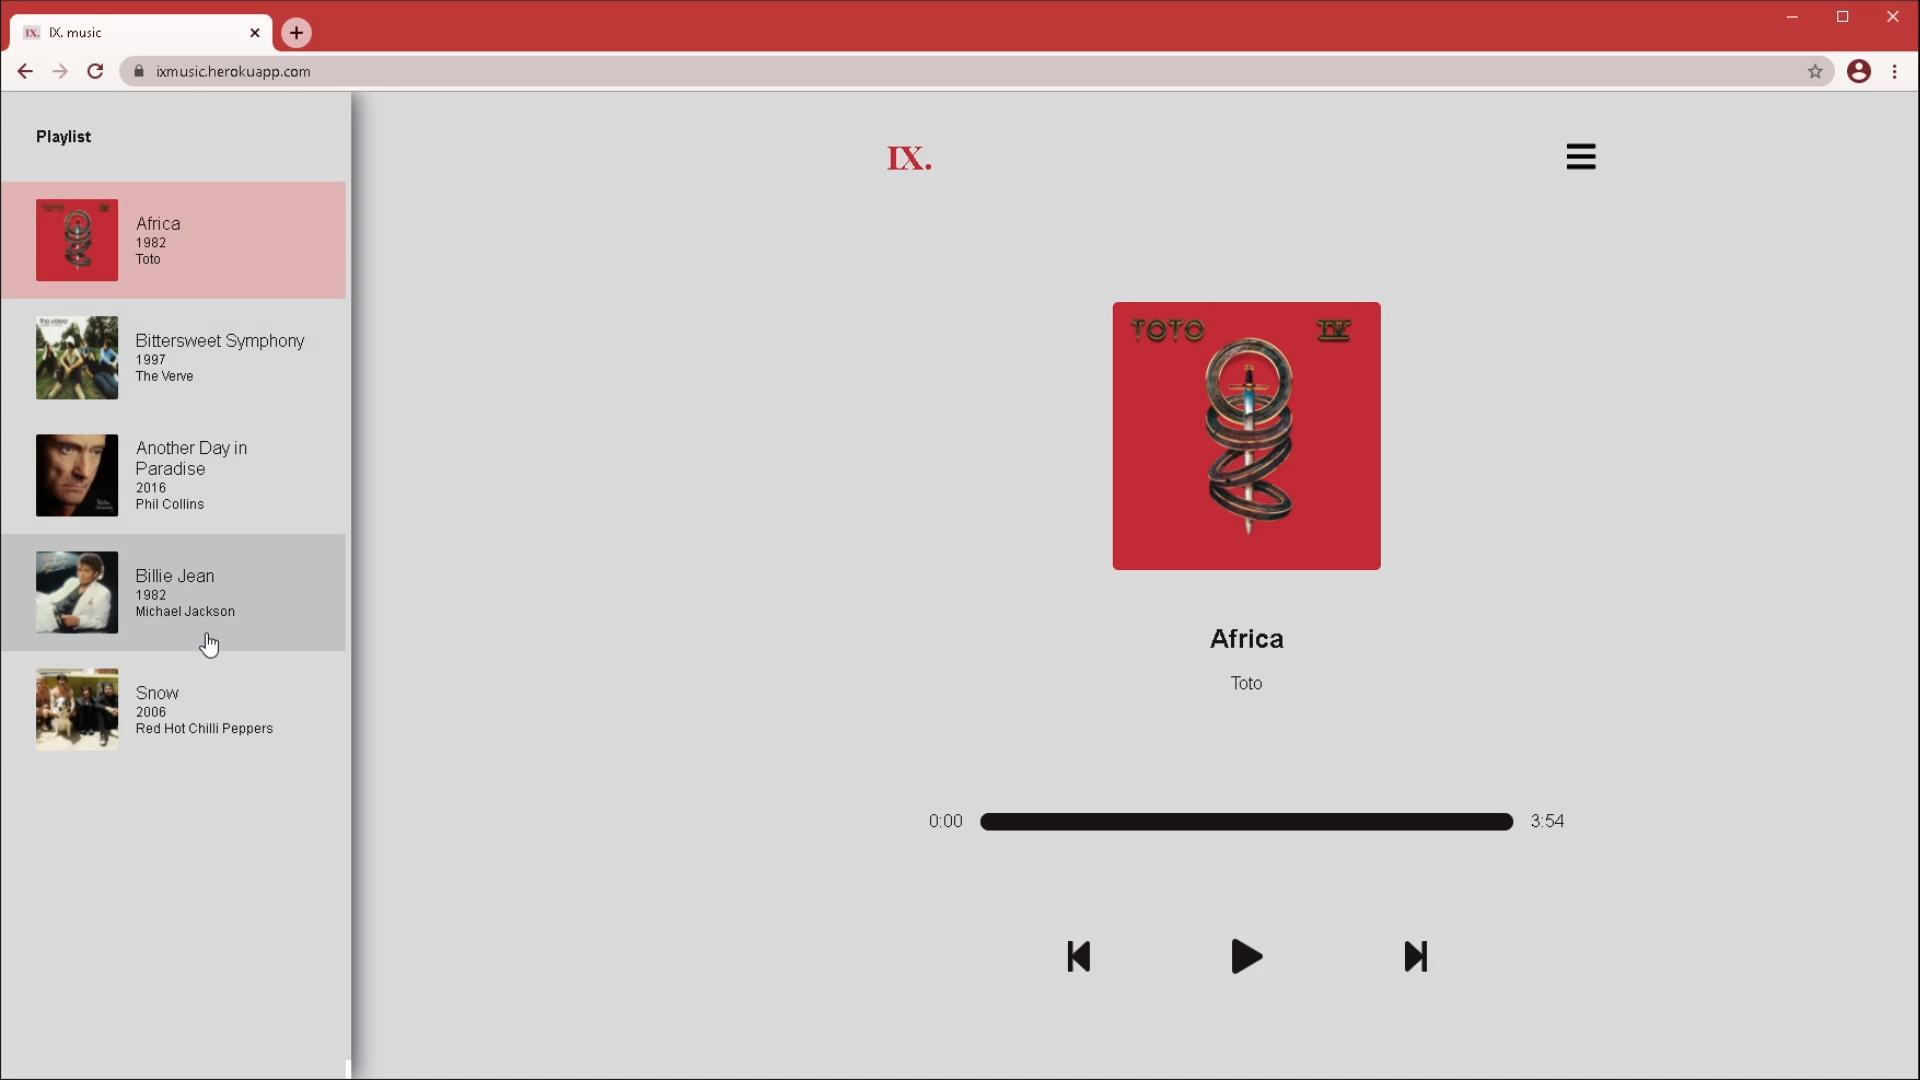 IX. IX. music
ixmusic.herokuapp.com
Playlist
Africa
1982
Toto
Bittersweet Symphony
1997
The Verve
Another Day in
Paradise
2016
Phil Collins
Billie Jean
1982
Michael Jackson
Snow
2006
Red Hot Chilli Peppers
IX.
TOTO IV
Africa
Toto
0:00 3:54